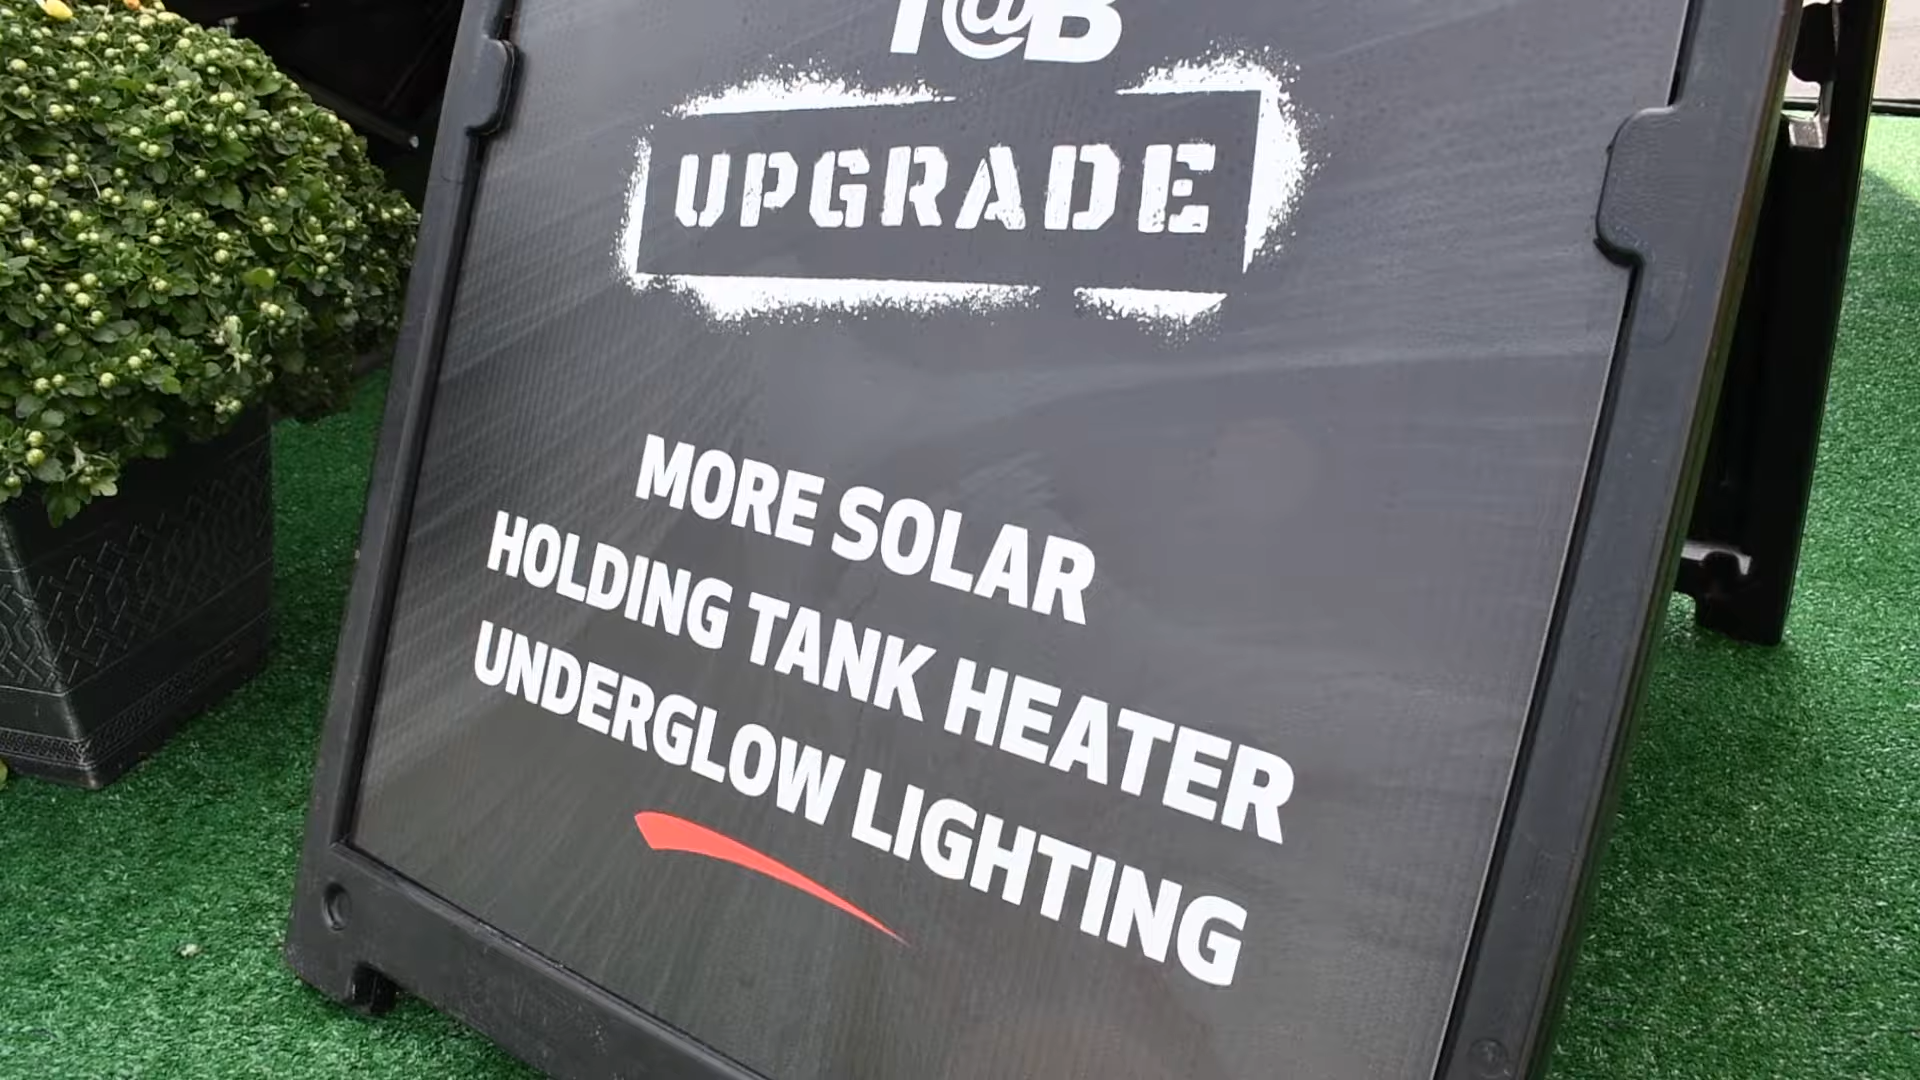 T@B
UPGRADE
MORE SOLAR
HOLDING TANK HEATER
UNDERGLOW LIGHTING